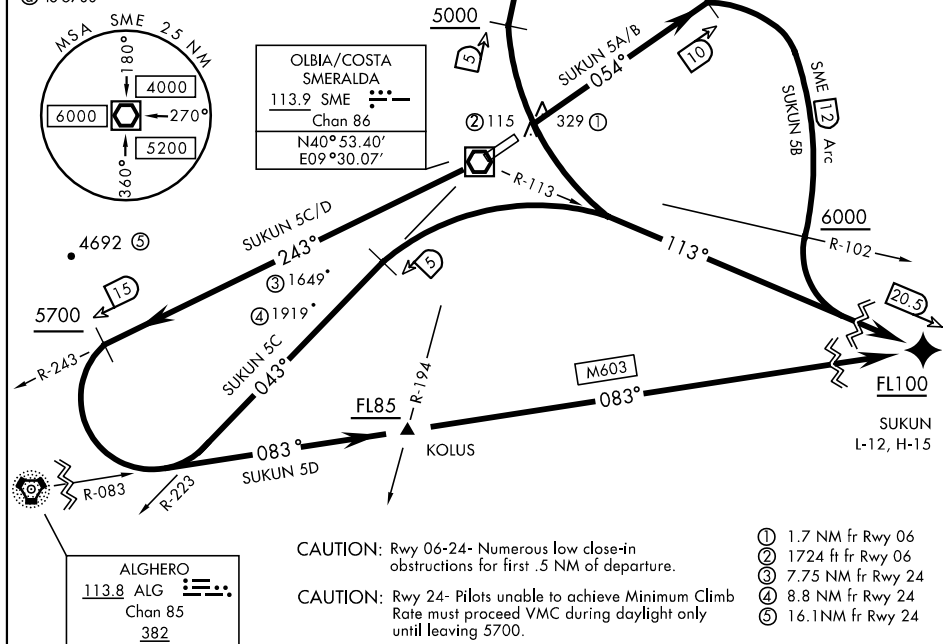 MSA SME 25 NM
180°
4000
6000
270°
5200
360°
OLBIA/COSTA
SMERALDA
113.9 SME
Chan 86
N40°53.40'
E09°30.07'
5000
5
SUKUN 5A/B
054°
10
② 115
329 ①
SME 12 Arc
SUKUN 5B
R-113
6000
R-102
113°
20.5
FL100
SUKUN
L-12, H-15
SUKUN 5C/D
243°
4692 ⑤
③ 1649
④ 1919
5
15
5700
R-243
SUKUN 5C
043°
R-194
M603
083°
FL85
KOLUS
083°
SUKUN 5D
R-083
R-223
ALGHERO
113.8 ALG
Chan 85
382
CAUTION: Rwy 06-24- Numerous low close-in
obstructions for first .5 NM of departure.
CAUTION: Rwy 24- Pilots unable to achieve Minimum Climb
Rate must proceed VMC during daylight only
until leaving 5700.
① 1.7 NM fr Rwy 06
② 1724 ft fr Rwy 06
③ 7.75 NM fr Rwy 24
④ 8.8 NM fr Rwy 24
⑤ 16.1NM fr Rwy 24